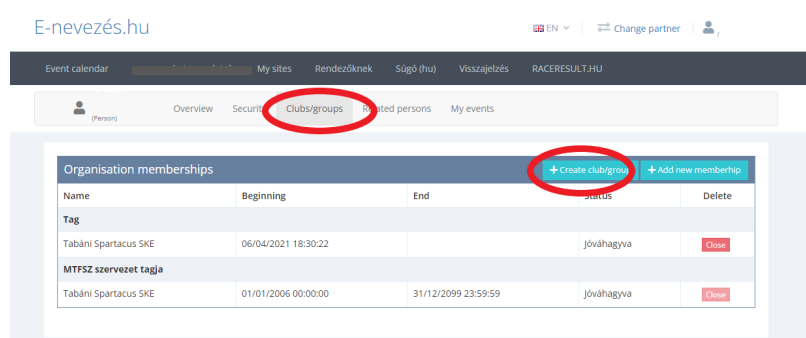 E-nevezés.hu EN Change partner
Event calendar My sites Rendezőknek Súgó (hu) Visszajelzés RACERESULT.HU
(Person) Overview Security Clubs/groups Related persons My events
Organisation memberships + Create club/group + Add new memberhip
Name Beginning End Status Delete
Tag
Tabáni Spartacus SKE 06/04/2021 18:30:22 Jóváhagyva Close
MTFSZ szervezet tagja
Tabáni Spartacus SKE 01/01/2006 00:00:00 31/12/2099 23:59:59 Jóváhagyva Close